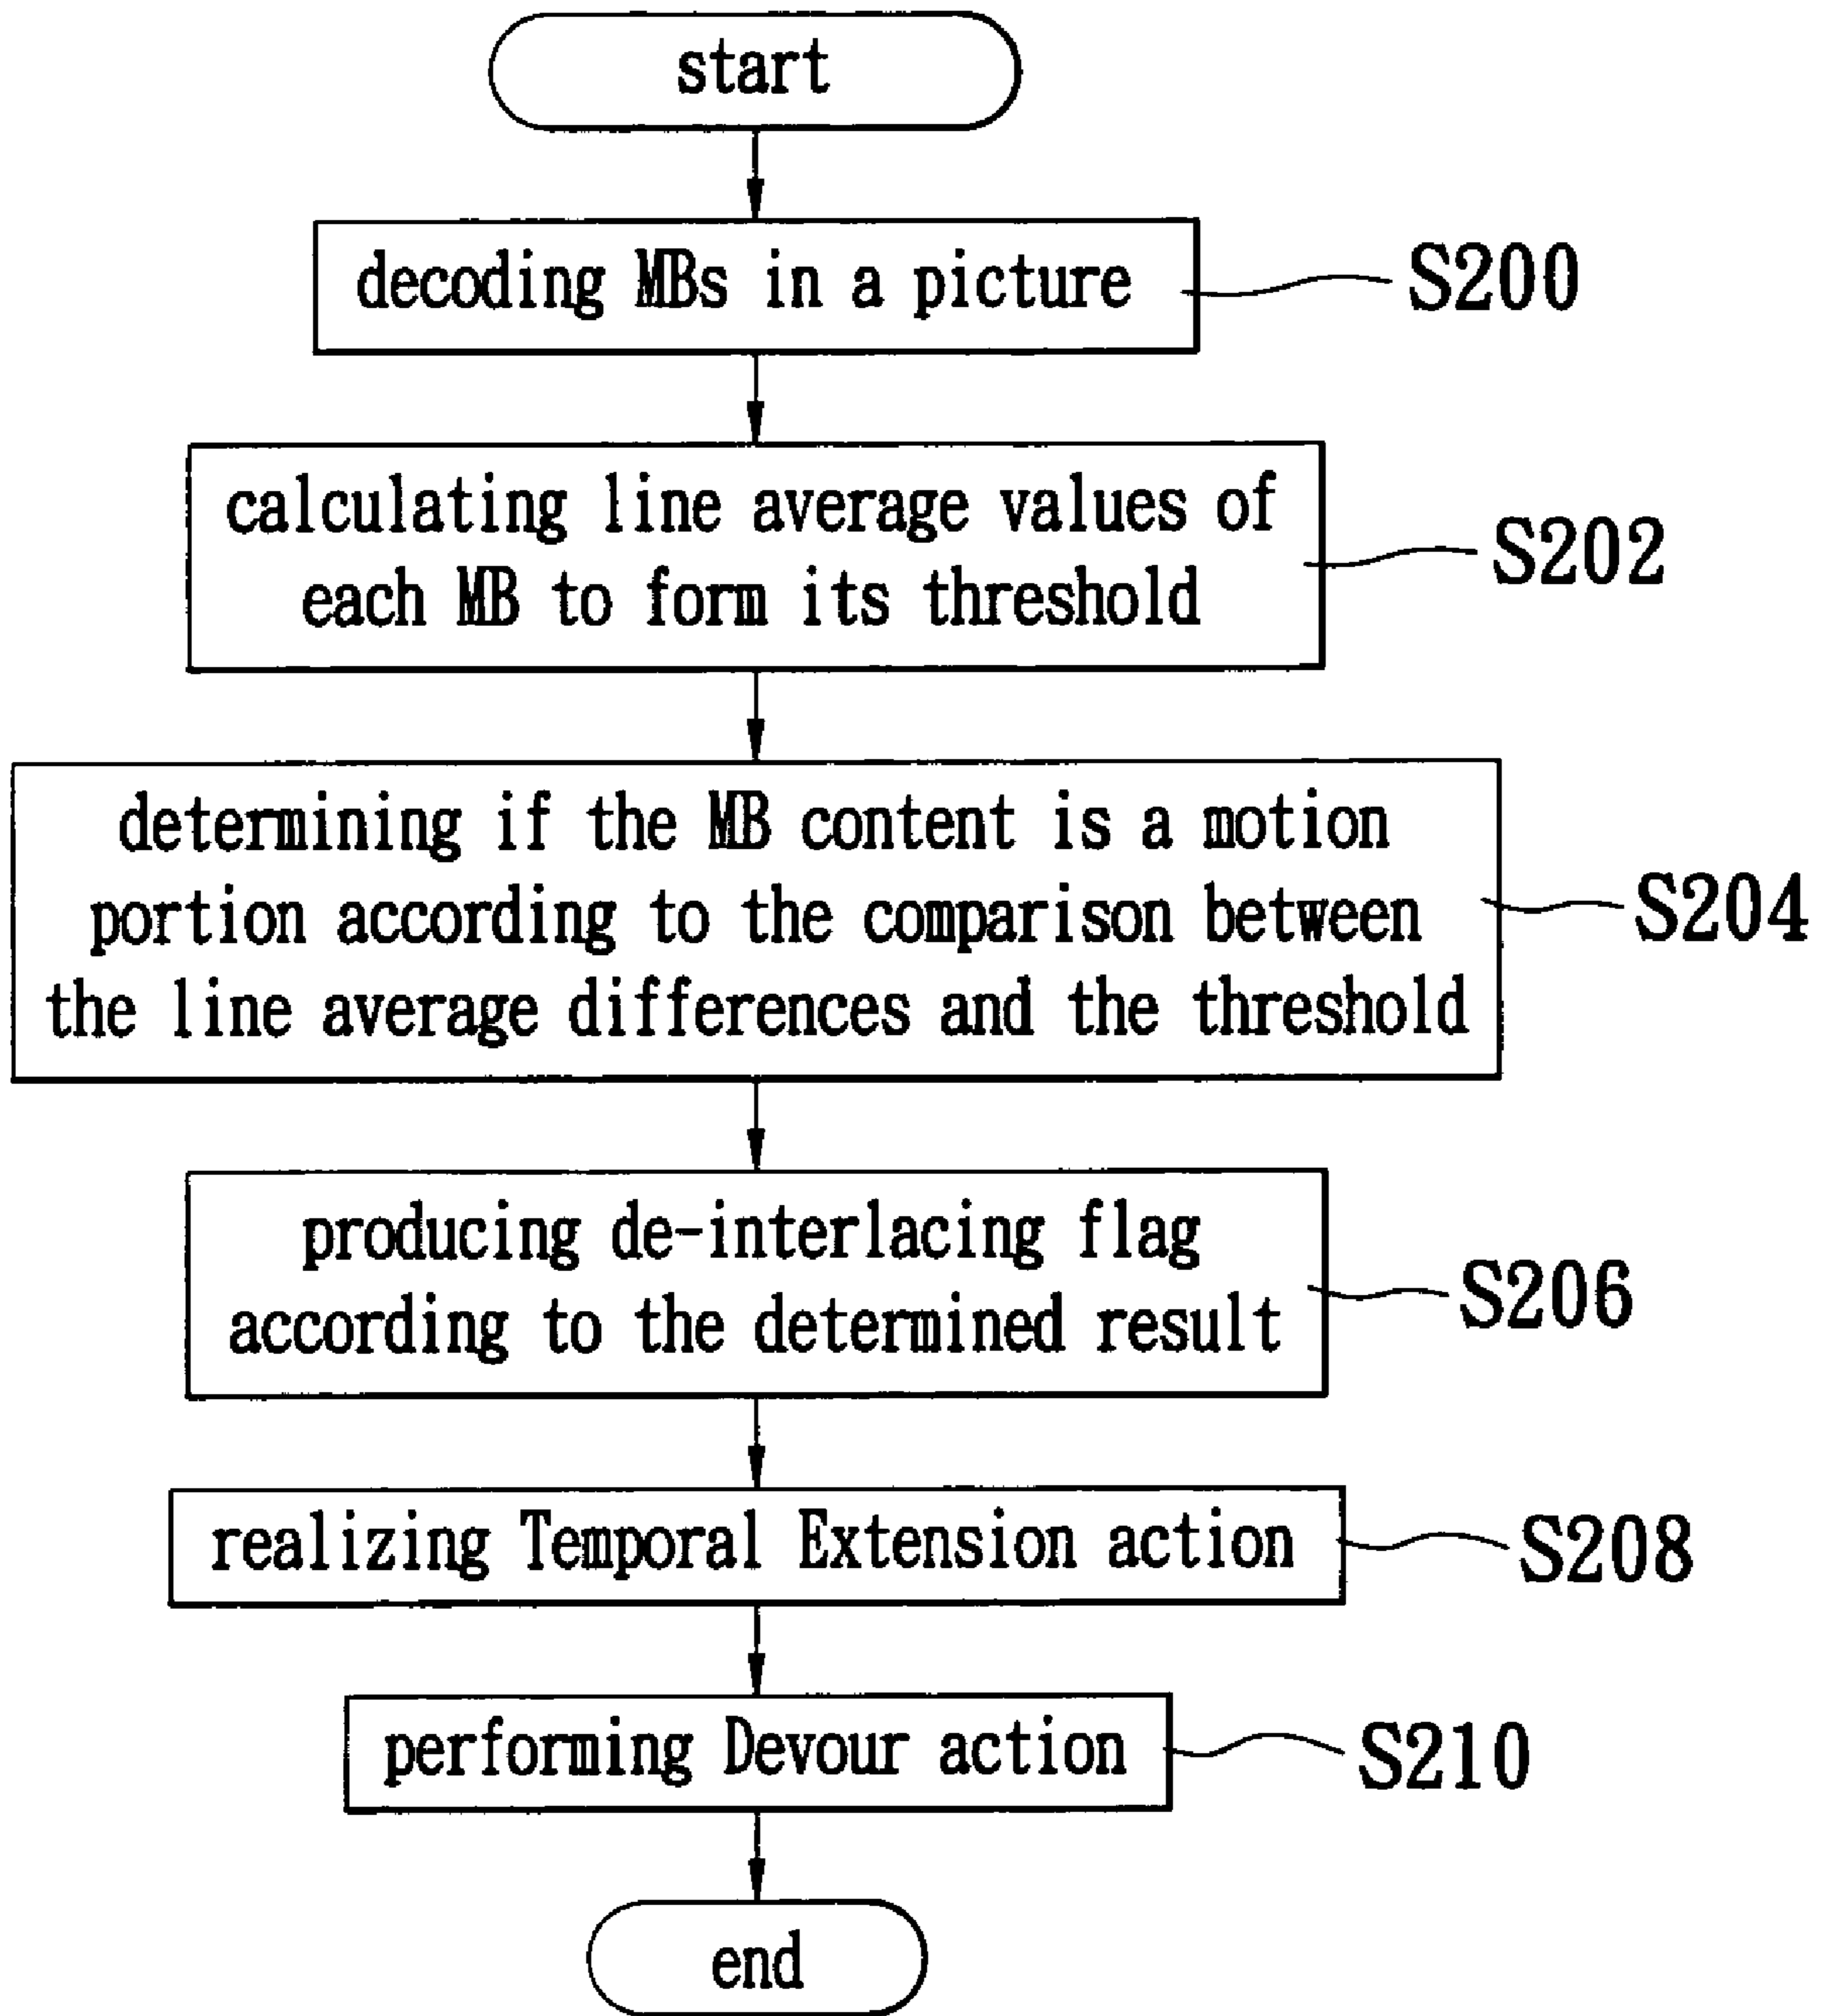 start
decoding MBs in a picture
S200
calculating line average values of
each MB to form its threshold
S202
determining if the MB content is a motion
portion according to the comparison between
the line average differences and the threshold
S204
producing de-interlacing flag
according to the determined result
S206
realizing Temporal Extension action
S208
performing Devour action
S210
end